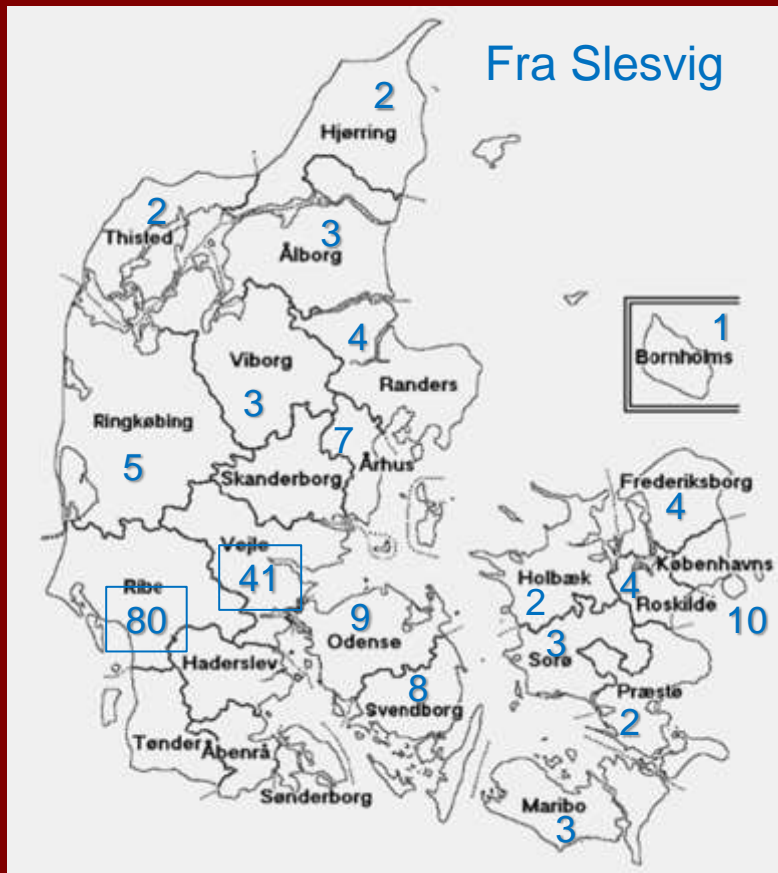 Fra Slesvig
2
Hjørring
2
Thisted
3
Ålborg
1
Bornholms
4
Viborg
Randers
3
Ringkøbing
7
Århus
5
Skanderborg
Frederiksborg
4
Vejle
41
Københavns
Holbæk
4
Ribe
2
Roskilde
80
9
10
Odense
3
Sorø
Haderslev
8
Præstø
Svendborg
2
Tønder
Åbenrå
Sønderborg
Maribo
3